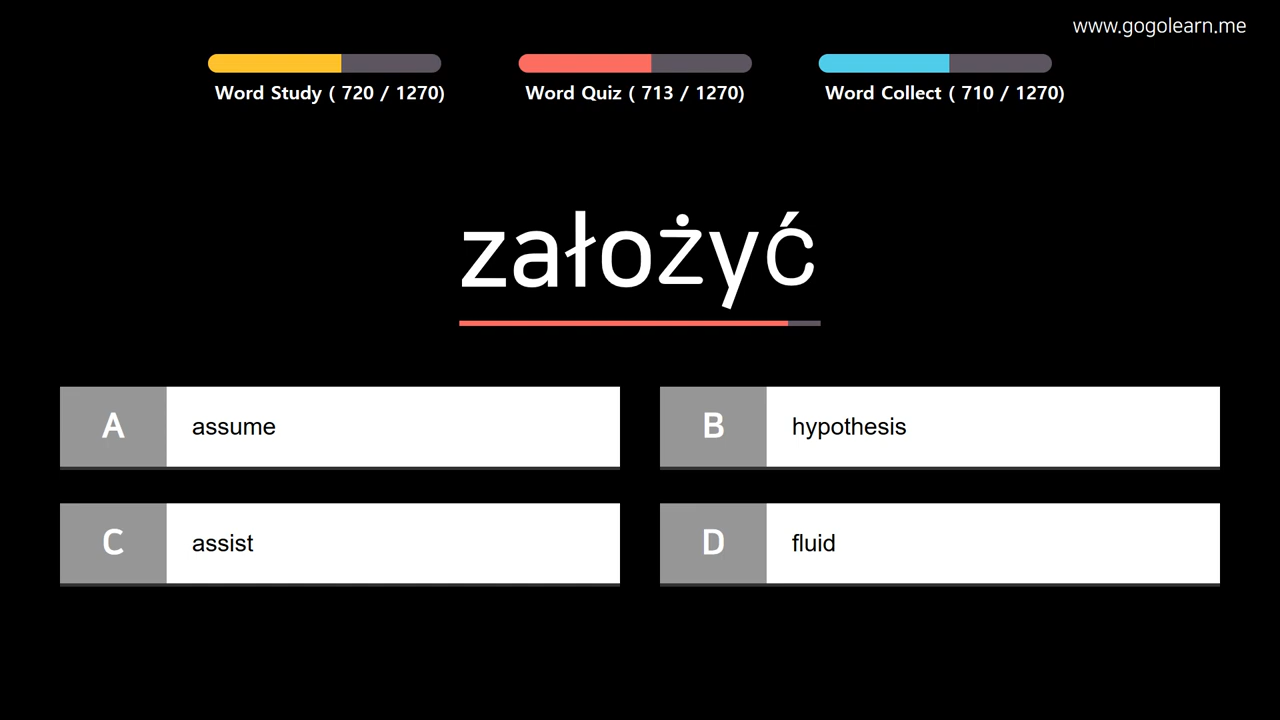 www.gogolearn.me
Word Study ( 720 / 1270)
Word Quiz ( 713 / 1270)
Word Collect ( 710 / 1270)
założyć
A assume
B hypothesis
C assist
D fluid